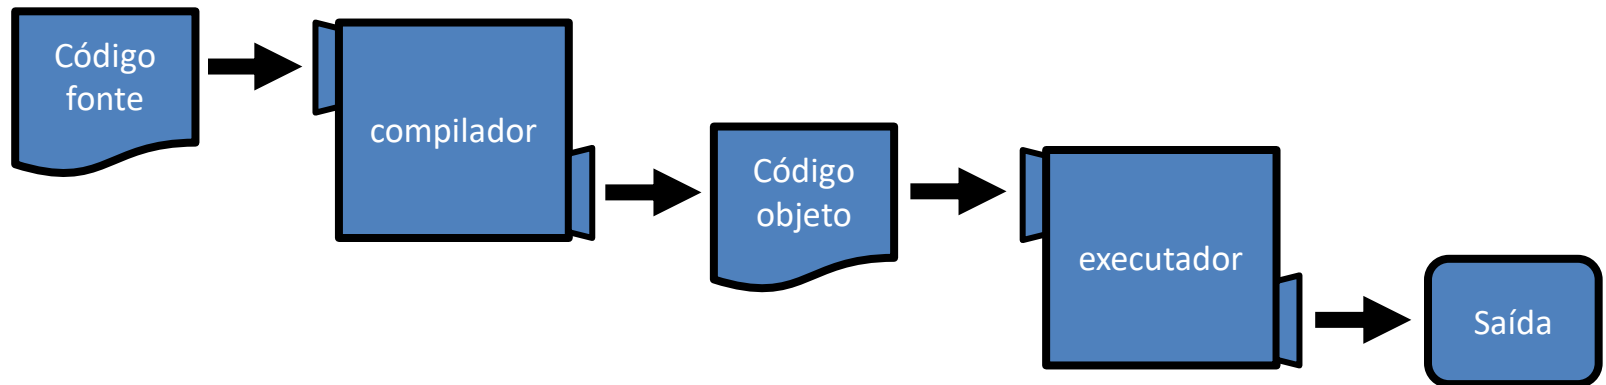 Código
fonte
compilador
Código
objeto
executador
Saída